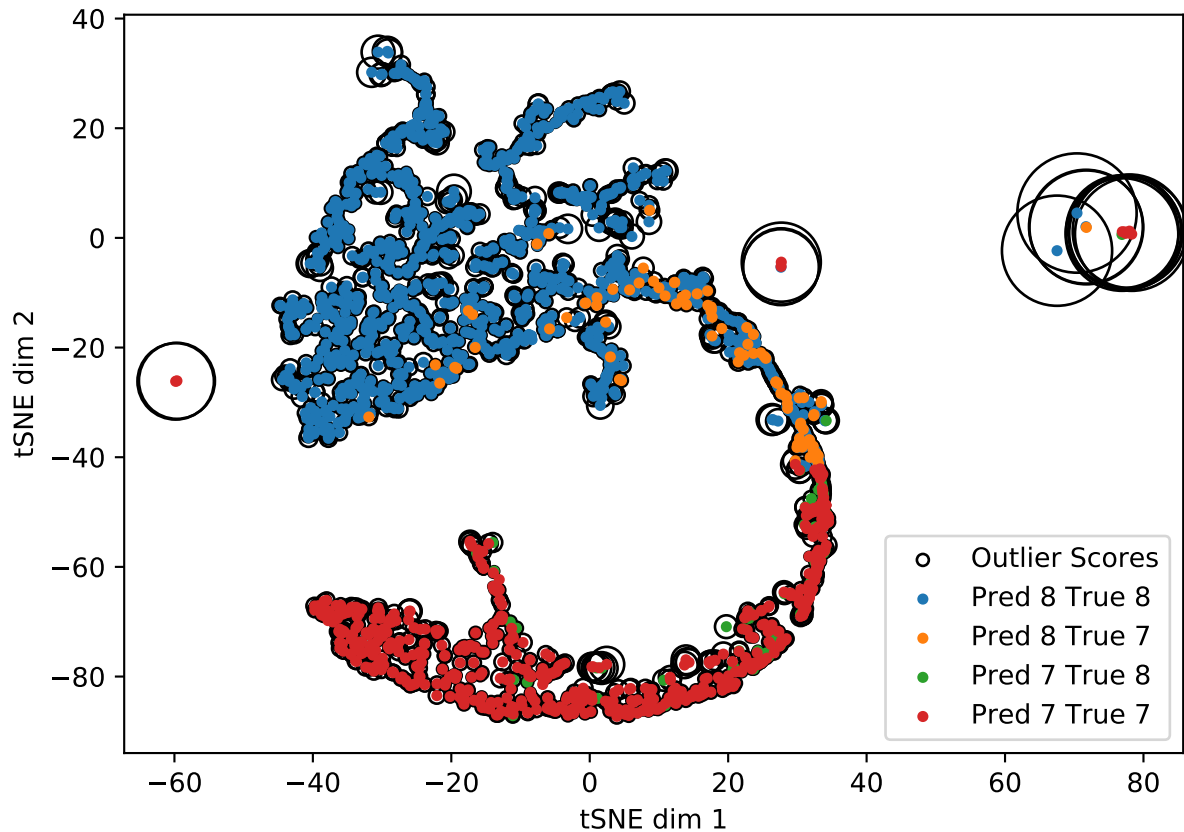 40
20
0
−20
−40
−60
−80
tSNE dim 2
Outlier Scores
Pred 8 True 8
Pred 8 True 7
Pred 7 True 8
Pred 7 True 7
−60 −40 −20 0 20 40 60 80
tSNE dim 1